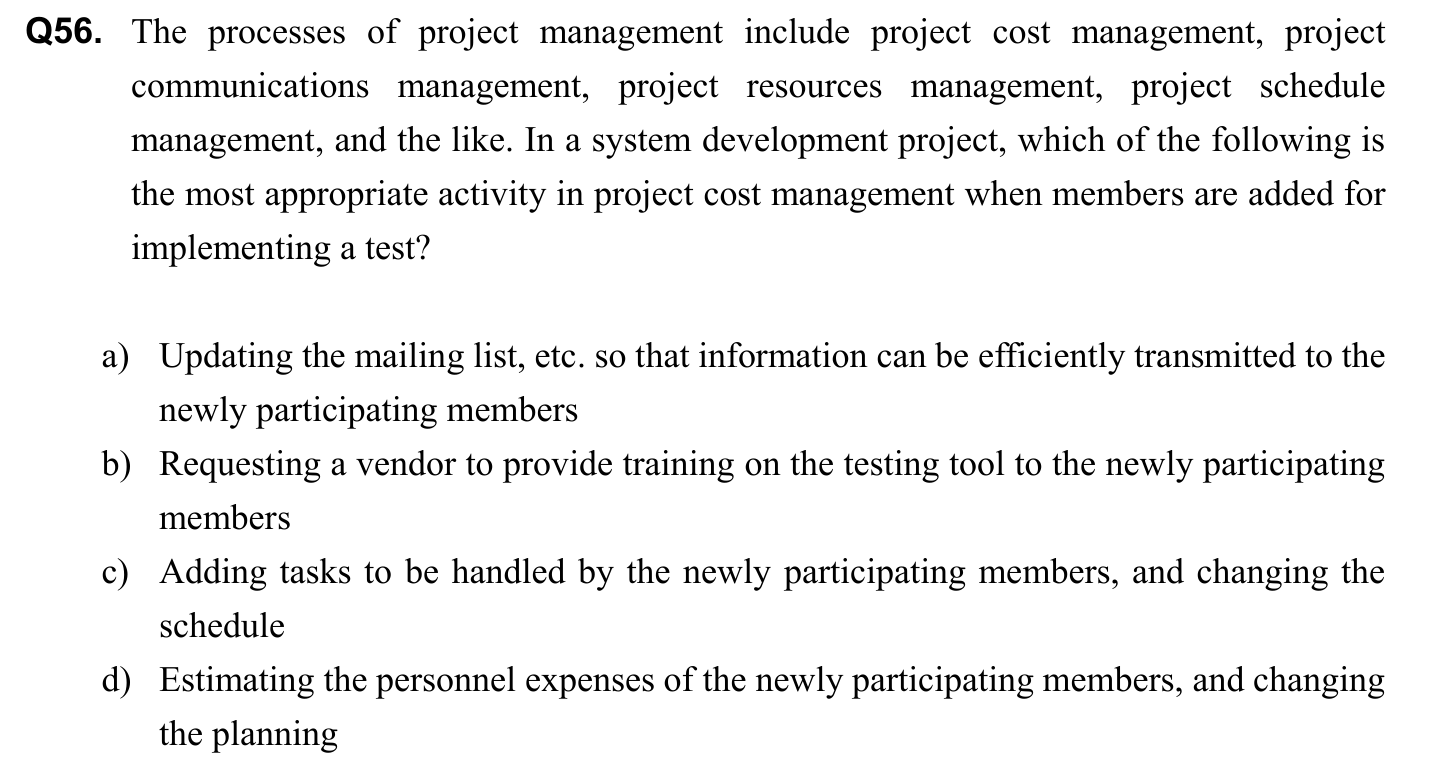 Q56. The processes of project management include project cost management, project
communications management, project resources management, project schedule
management, and the like. In a system development project, which of the following is
the most appropriate activity in project cost management when members are added for
implementing a test?
a) Updating the mailing list, etc. so that information can be efficiently transmitted to the
newly participating members
b) Requesting a vendor to provide training on the testing tool to the newly participating
members
c) Adding tasks to be handled by the newly participating members, and changing the
schedule
d) Estimating the personnel expenses of the newly participating members, and changing
the planning